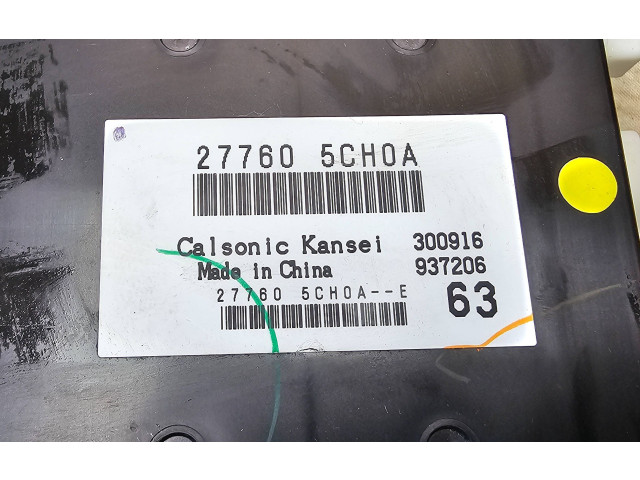 27760 5CH0A
Calsonic Kansei 300916
Made in China 937206
27760 5CH0A--E 63